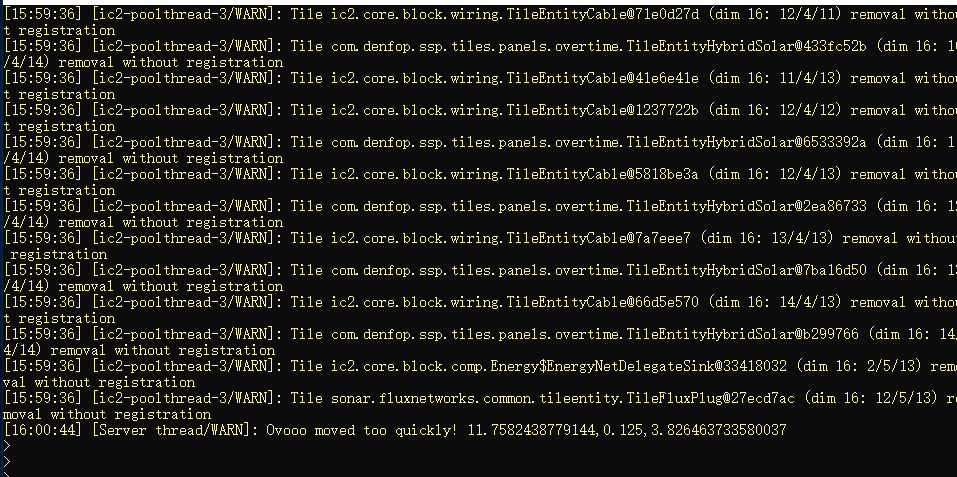 [15:59:36] [ic2-poolthread-3/WARN]: Tile ic2.core.block.wiring.TileEntityCable@71e0d27d (dim 16: 12/4/11) removal withou
t registration
[15:59:36] [ic2-poolthread-3/WARN]: Tile com.denfop.ssp.tiles.panels.overtime.TileEntityHybridSolar@433fc52b (dim 16: 10
/4/14) removal without registration
[15:59:36] [ic2-poolthread-3/WARN]: Tile ic2.core.block.wiring.TileEntityCable@41e6e41e (dim 16: 11/4/13) removal withou
t registration
[15:59:36] [ic2-poolthread-3/WARN]: Tile ic2.core.block.wiring.TileEntityCable@1237722b (dim 16: 12/4/12) removal withou
t registration
[15:59:36] [ic2-poolthread-3/WARN]: Tile com.denfop.ssp.tiles.panels.overtime.TileEntityHybridSolar@6533392a (dim 16: 1
/4/14) removal without registration
[15:59:36] [ic2-poolthread-3/WARN]: Tile ic2.core.block.wiring.TileEntityCable@5818be3a (dim 16: 12/4/13) removal withou
t registration
[15:59:36] [ic2-poolthread-3/WARN]: Tile com.denfop.ssp.tiles.panels.overtime.TileEntityHybridSolar@2ea86733 (dim 16: 12
/4/14) removal without registration
[15:59:36] [ic2-poolthread-3/WARN]: Tile ic2.core.block.wiring.TileEntityCable@7a7eee7 (dim 16: 13/4/13) removal without
registration
[15:59:36] [ic2-poolthread-3/WARN]: Tile com.denfop.ssp.tiles.panels.overtime.TileEntityHybridSolar@7ba16d50 (dim 16: 13
/4/14) removal without registration
[15:59:36] [ic2-poolthread-3/WARN]: Tile ic2.core.block.wiring.TileEntityCable@66d5e570 (dim 16: 14/4/13) removal withou
t registration
[15:59:36] [ic2-poolthread-3/WARN]: Tile com.denfop.ssp.tiles.panels.overtime.TileEntityHybridSolar@b299766 (dim 16: 14/
4/14) removal without registration
[15:59:36] [ic2-poolthread-3/WARN]: Tile ic2.core.block.comp.Energy$EnergyNetDelegateSink@33418032 (dim 16: 2/5/13) remo
val without registration
[15:59:36] [ic2-poolthread-3/WARN]: Tile sonar.fluxnetworks.common.tileentity.TileFluxPlug@27ecd7ac (dim 16: 12/5/13) re
moval without registration
[16:00:44] [Server thread/WARN]: Ovooo moved too quickly! 11.7582438779144,0.125,3.826463733580037
>
>